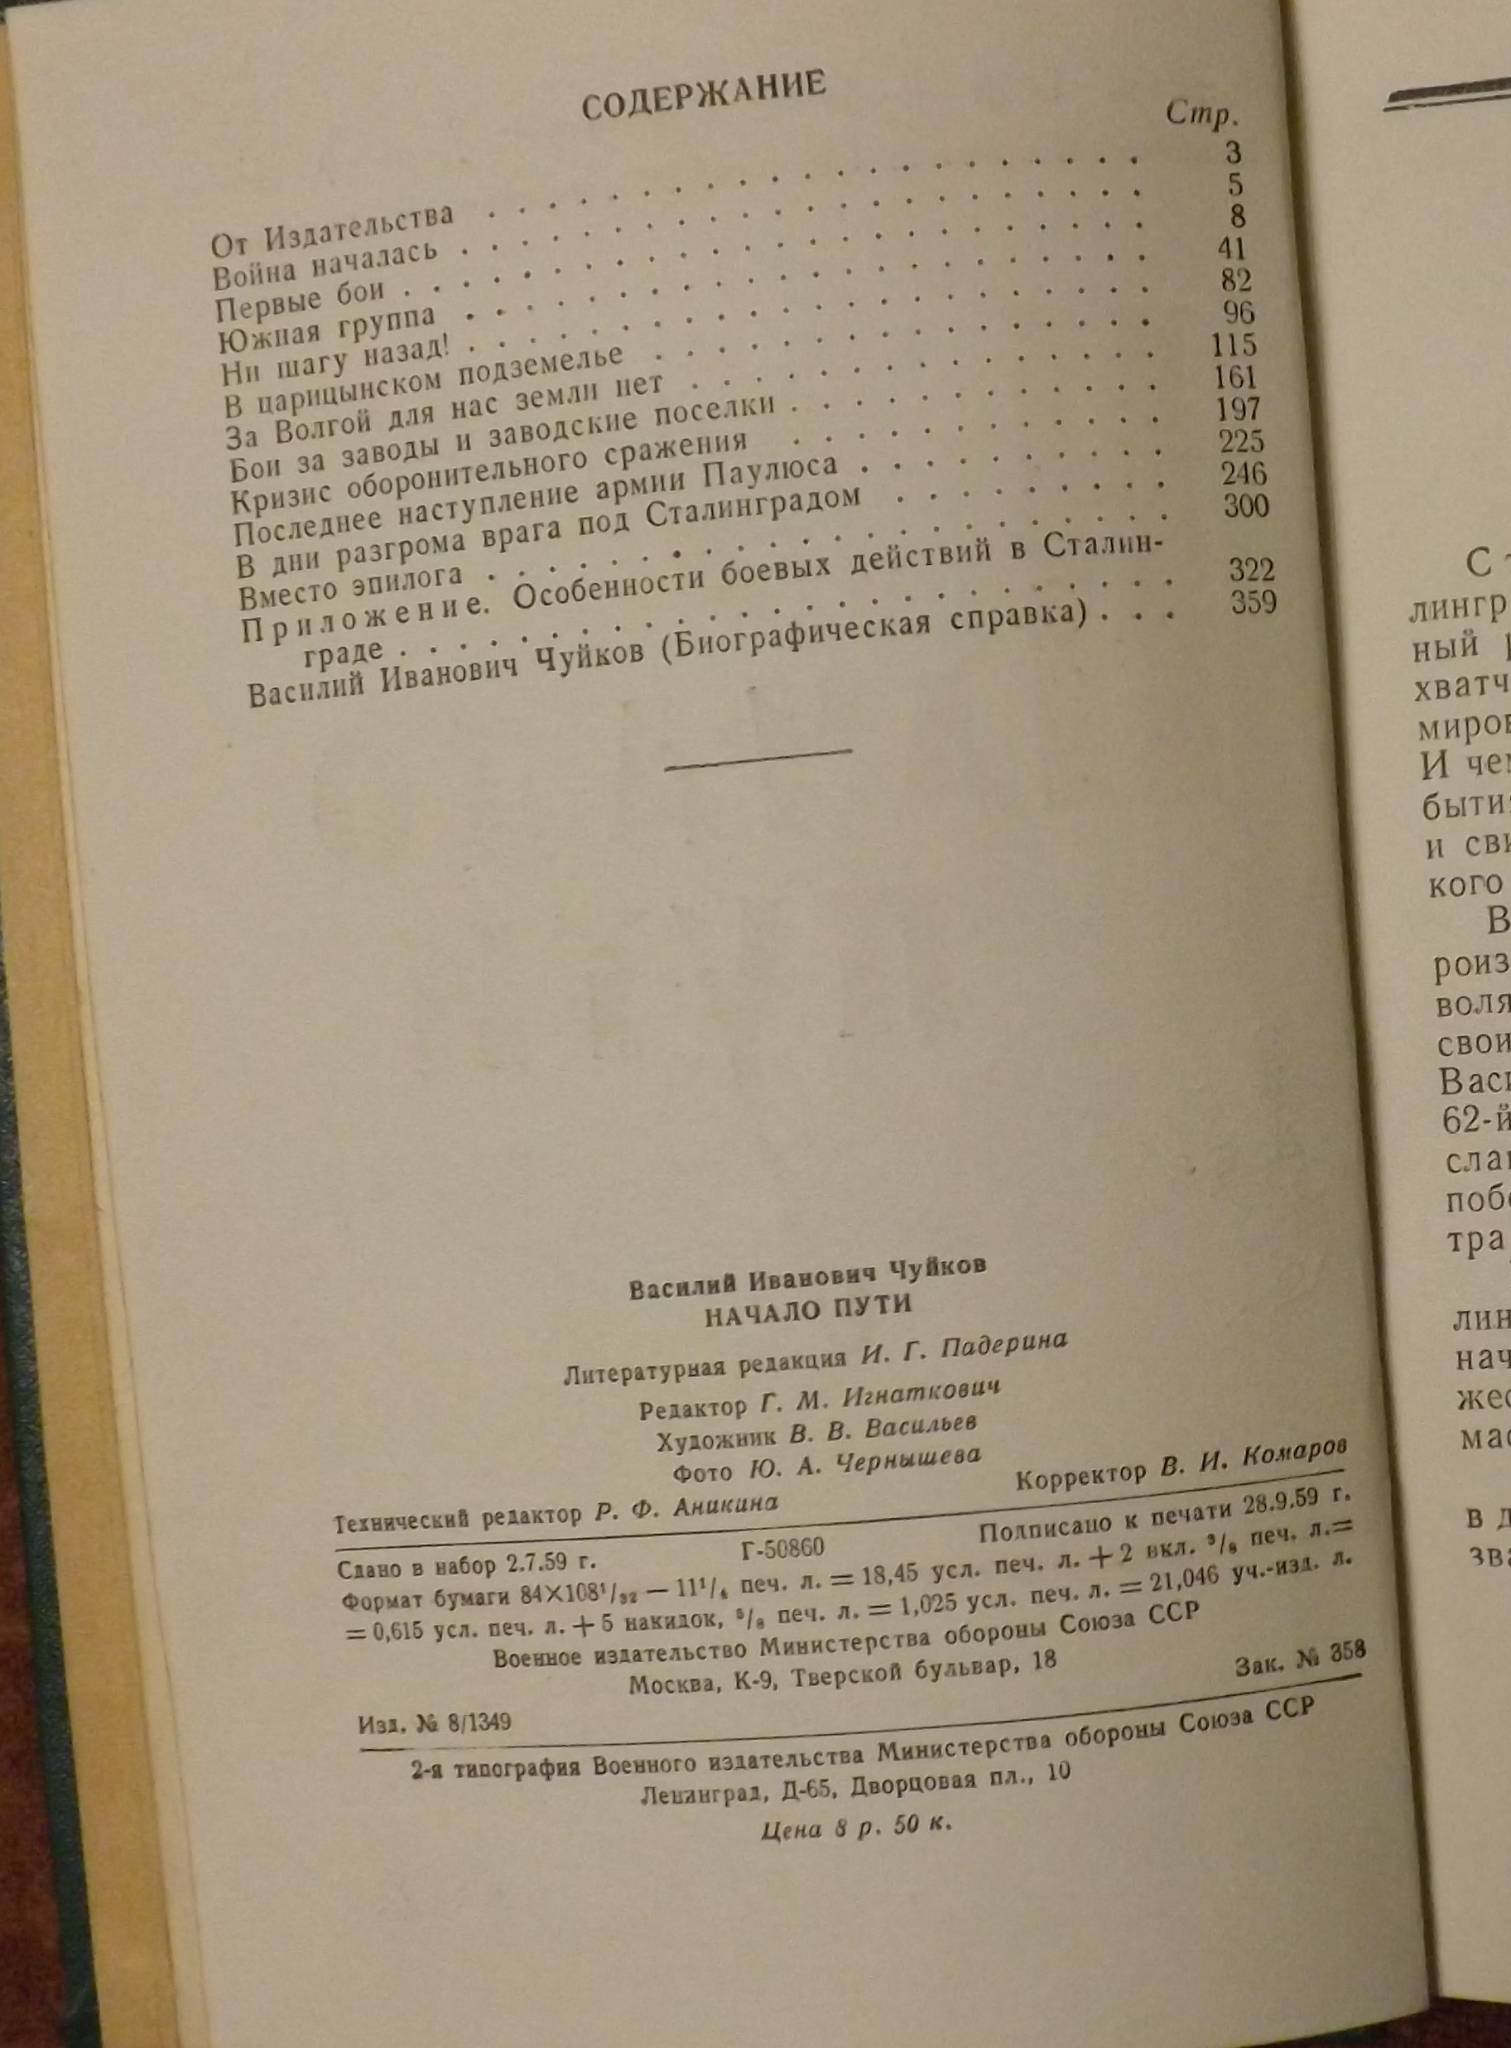 СОДЕРЖАНИЕ
Стр.
От Издательства . . . . . . . . . . . . . . . . . . . . . 3
Война началась . . . . . . . . . . . . . . . . . . . . . . 5
Первые бои . . . . . . . . . . . . . . . . . . . . . . . . 8
Южная группа . . . . . . . . . . . . . . . . . . . . . . 41
Ни шагу назад! . . . . . . . . . . . . . . . . . . . . . . 82
В царицынском подземелье . . . . . . . . . . . . . . . . 96
За Волгой для нас земли нет . . . . . . . . . . . . . . . 115
Бои за заводы и заводские поселки . . . . . . . . . . . . 161
Кризис оборонительного сражения . . . . . . . . . . . . 197
Последнее наступление армии Паулюса . . . . . . . . . . 225
В дни разгрома врага под Сталинградом . . . . . . . . . 246
Вместо эпилога . . . . . . . . . . . . . . . . . . . . . . 300
Приложение. Особенности боевых действий в Сталин-
граде . . . . . . . . . . . . . . . . . . . . . . . . . 322
Василий Иванович Чуйков (Биографическая справка) . . . 359
Василий Иванович Чуйков
НАЧАЛО ПУТИ
Литературная редакция И. Г. Падерина
Редактор Г. М. Игнаткович
Художник В. В. Васильев
Фото Ю. А. Чернышева
Технический редактор Р. Ф. Аникина Корректор В. И. Комаров
Сдано в набор 2.7.59 г. Г-50860 Подписано к печати 28.9.59 г.
Формат бумаги 84×108¹/₃₂ — 11¹/₄ печ. л. = 18,45 усл. печ. л. + 2 вкл. ³/₈ печ. л.=
= 0,615 усл. печ. л. + 5 накидок, ⁵/₈ печ. л. = 1,025 усл. печ. л. = 21,046 уч.-изд. л.
Военное издательство Министерства обороны Союза ССР
Москва, К-9, Тверской бульвар, 18
Изд. № 8/1349 Зак. № 358
2-я типография Военного издательства Министерства обороны Союза ССР
Ленинград, Д-65, Дворцовая пл., 10
Цена 8 р. 50 к.
С
лингр
ный
хватч
миров
И чем
бытия
и сви
кого
В
роиз
воля
свои
Васи
62-й
слав
побе
тра
лин
нач
жес
мас
в д
зва